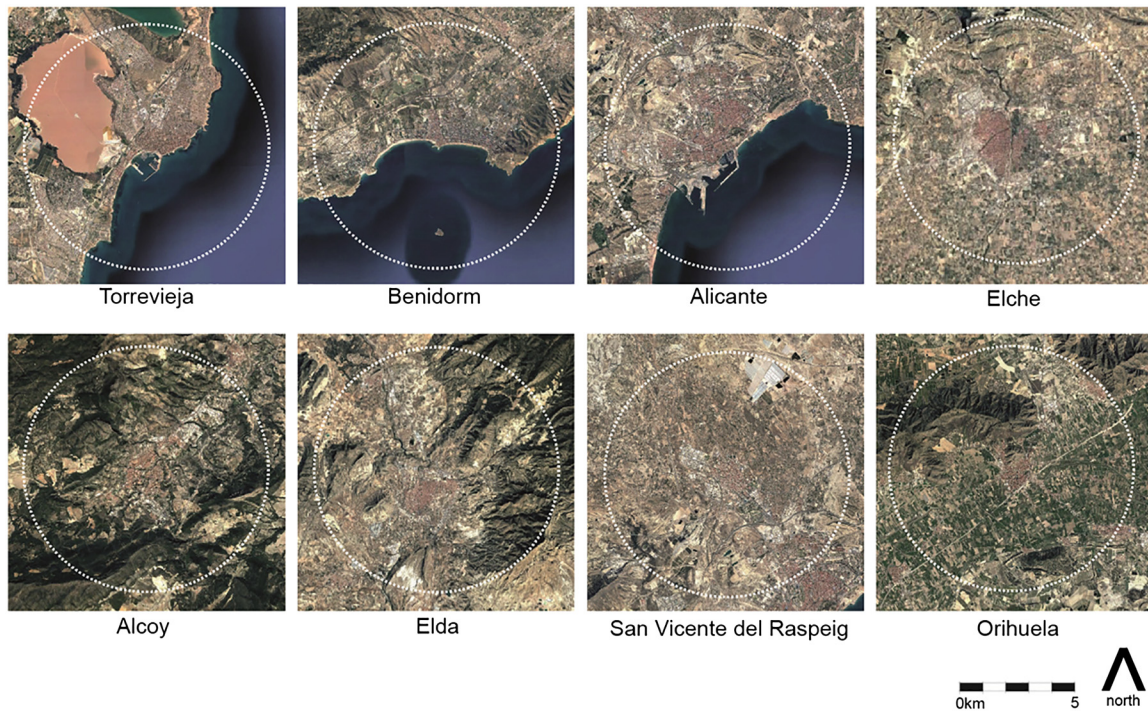 Torrevieja
Benidorm
Alicante
Elche
Alcoy
Elda
San Vicente del Raspeig
Orihuela
0km 5
north